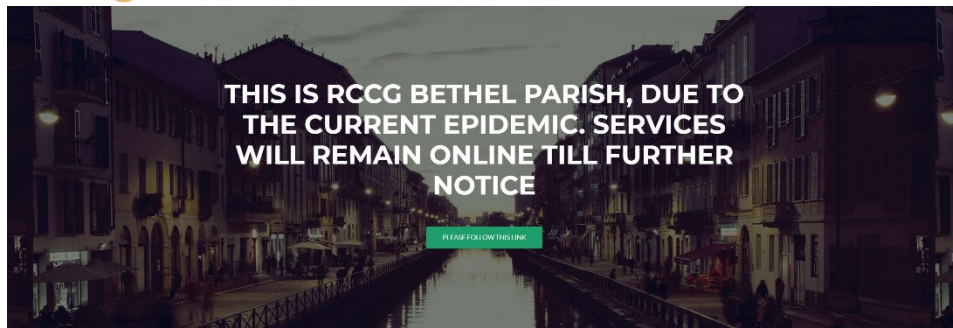 THIS IS RCCG BETHEL PARISH, DUE TO
THE CURRENT EPIDEMIC. SERVICES
WILL REMAIN ONLINE TILL FURTHER
NOTICE
PLEASE FOLLOW THIS LINK